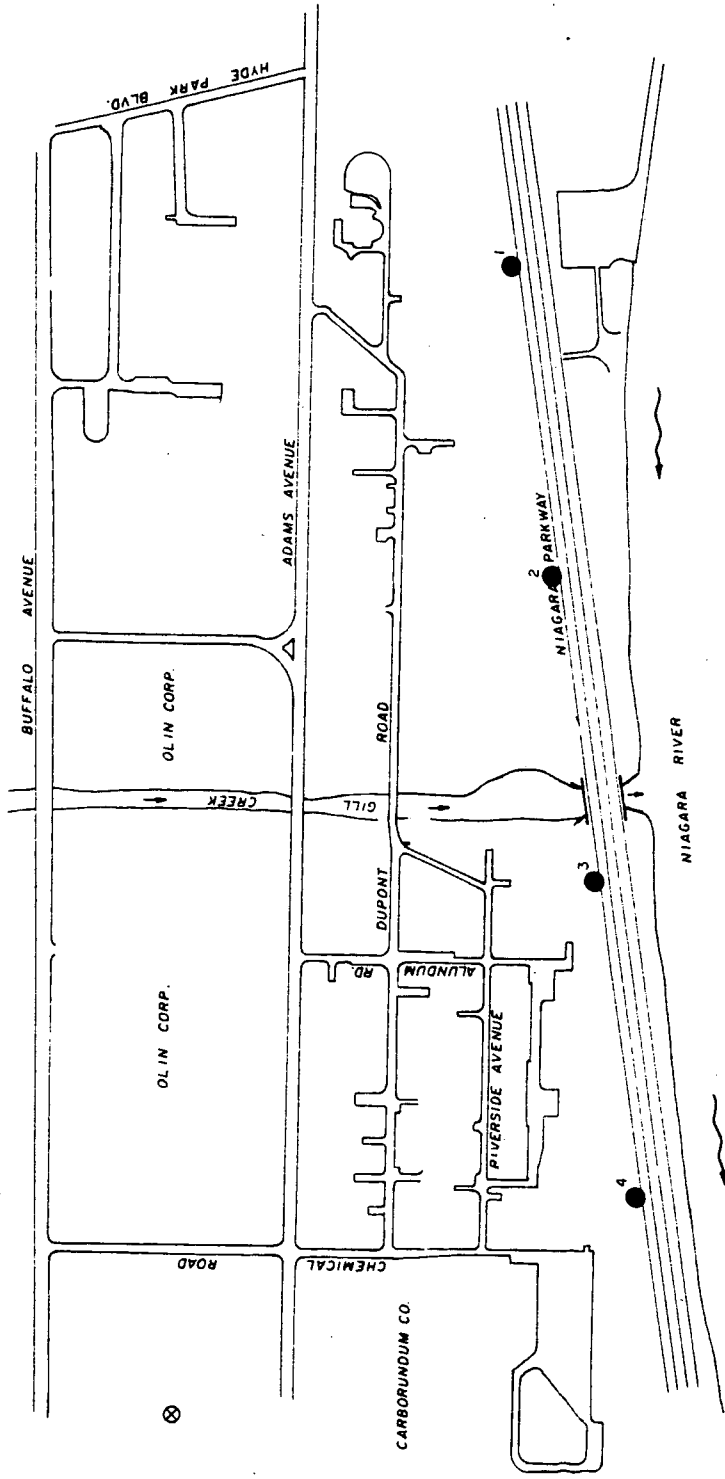 HYDE PARK BLVD.
BUFFALO AVENUE
ADAMS AVENUE
OLIN CORP.
GILL CREEK
DUPONT ROAD
NIAGARA PARKWAY
1
2
3
4
NIAGARA RIVER
OLIN CORP.
ALUNDUM RD.
RIVERSIDE AVENUE
CHEMICAL ROAD
CARBORUNDUM CO.